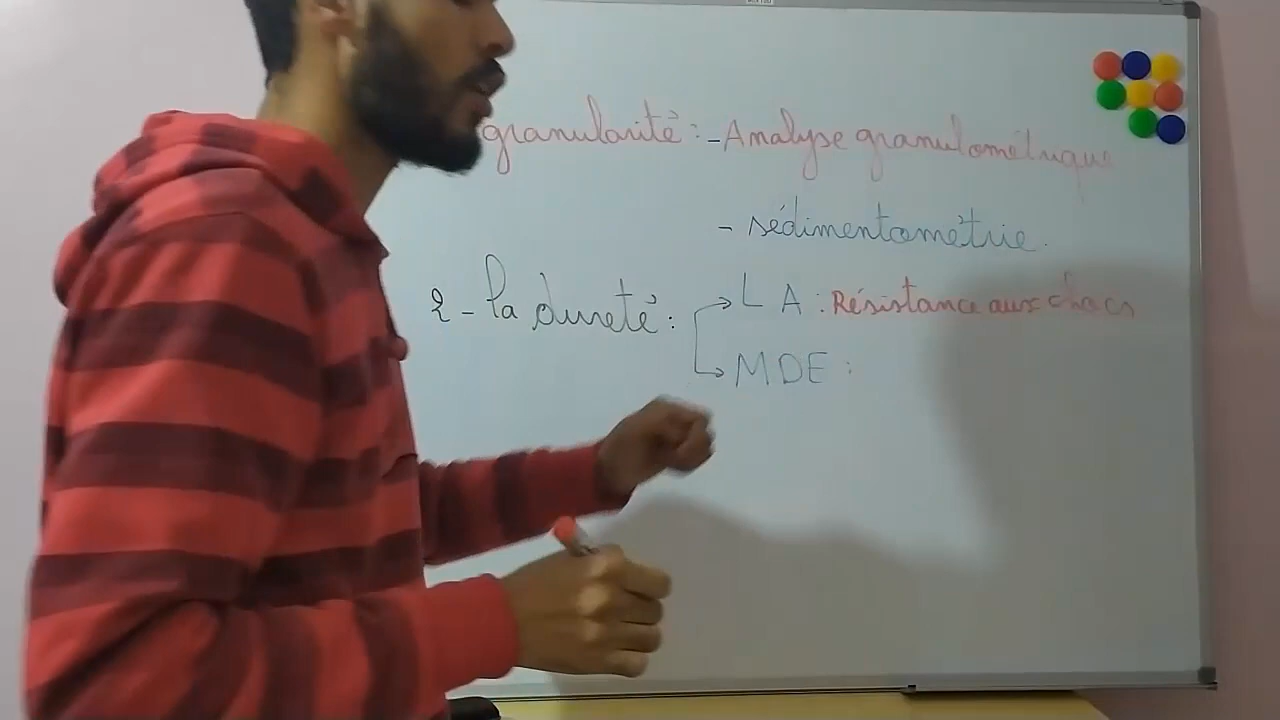 granularité : - Analyse granulométrique
- sédimentométrie.
2 - la dureté :
L A : Résistance aux chocs
MDE :